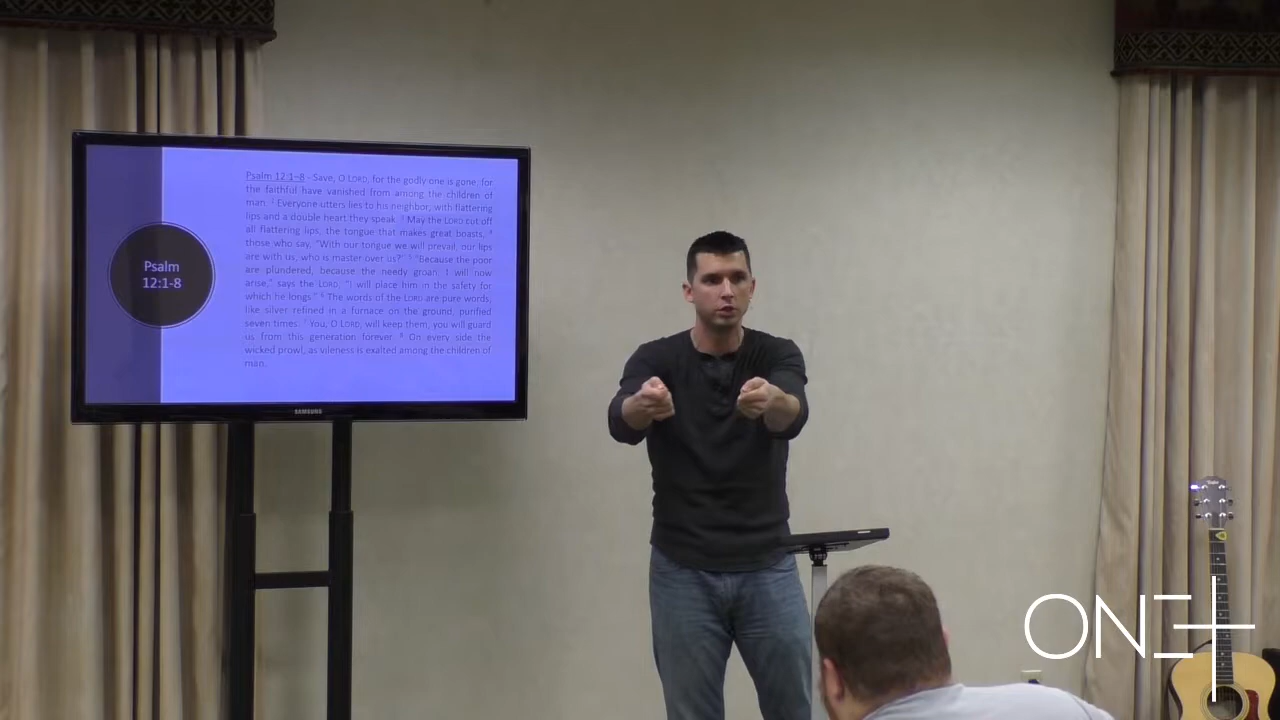 Psalm 12:1-8 - Save, O LORD, for the godly one is gone; for
the faithful have vanished from among the children of
man. 2 Everyone utters lies to his neighbor; with flattering
lips and a double heart they speak. 3 May the LORD cut off
all flattering lips, the tongue that makes great boasts, 4
those who say, "With our tongue we will prevail, our lips
are with us; who is master over us?" 5 "Because the poor
are plundered, because the needy groan, I will now
arise," says the LORD; "I will place him in the safety for
which he longs." 6 The words of the LORD are pure words,
like silver refined in a furnace on the ground, purified
seven times. 7 You, O LORD, will keep them; you will guard
us from this generation forever. 8 On every side the
wicked prowl, as vileness is exalted among the children of
man.
Psalm
12:1-8
SAMSUNG
ONE